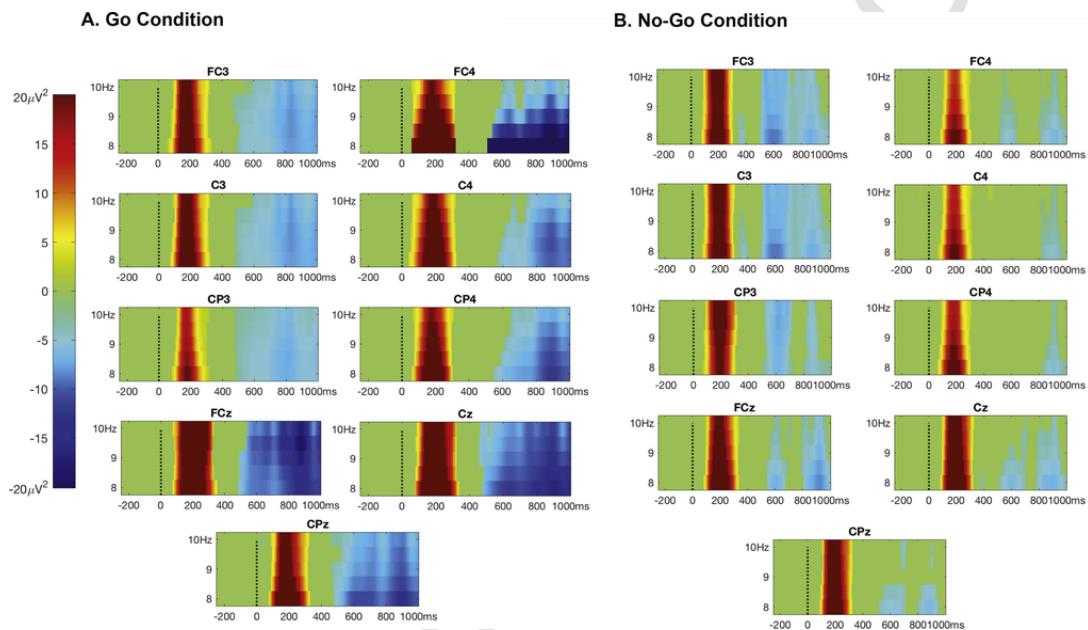 A. Go Condition
B. No-Go Condition
20μV²
15
10
5
0
-5
-10
-15
-20μV²
FC3
10Hz
9
8
-200 0 200 400 600 800 1000ms
FC4
10Hz
9
8
-200 0 200 400 600 800 1000ms
C3
10Hz
9
8
-200 0 200 400 600 800 1000ms
C4
10Hz
9
8
-200 0 200 400 600 800 1000ms
CP3
10Hz
9
8
-200 0 200 400 600 800 1000ms
CP4
10Hz
9
8
-200 0 200 400 600 800 1000ms
FCz
10Hz
9
8
0 200 400 600 800 1000ms
Cz
10Hz
9
8
-200 0 200 400 600 800 1000ms
CPz
10Hz
9
8
-200 0 200 400 600 800 1000ms
FC3
10Hz
9
8
-200 0 200 400 600 8001000ms
FC4
10Hz
9
8
-200 0 200 400 600 8001000ms
C3
10Hz
9
8
-200 0 200 400 600 800 1000ms
C4
10Hz
9
8
-200 0 200 400 600 8001000ms
CP3
10Hz
9
8
-200 0 200 400 600 8001000ms
CP4
10Hz
9
8
-200 0 200 400 600 8001000ms
FCz
10Hz
9
8
-200 0 200 400 600 8001000ms
Cz
10Hz
9
8
-200 0 200 400 600 8001000ms
CPz
10Hz
9
8
-200 0 200 400 600 8001000ms